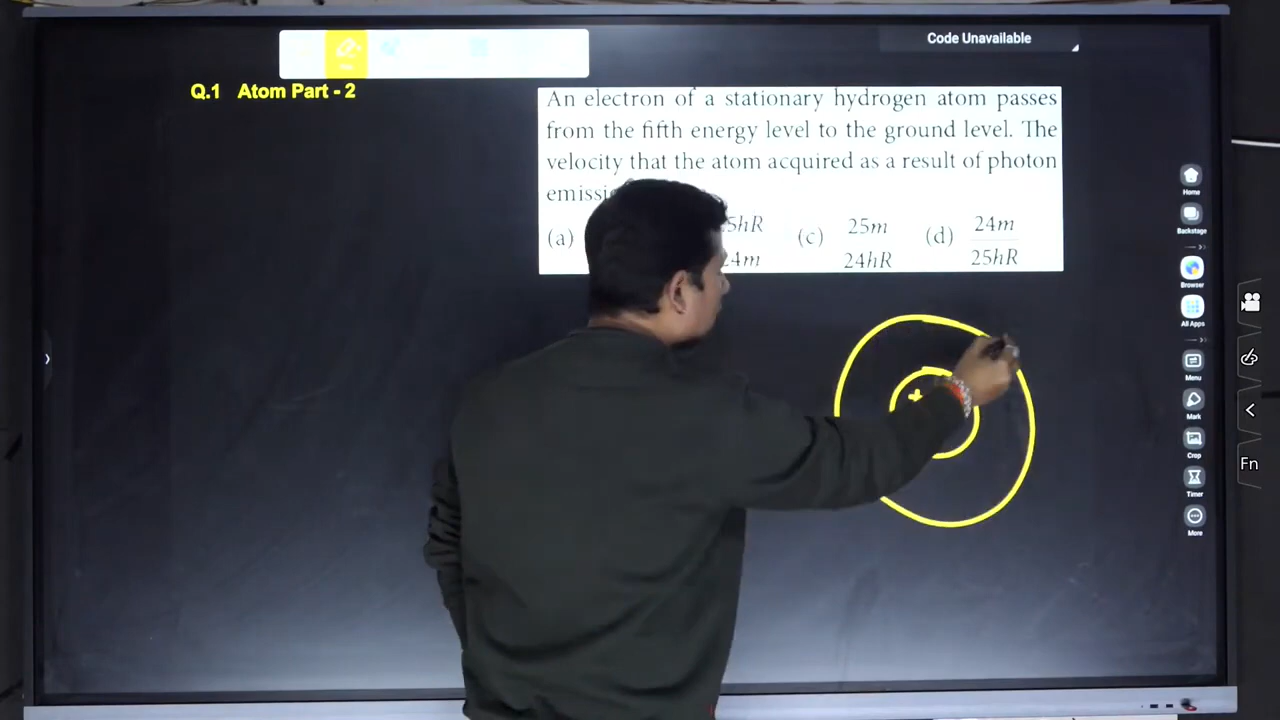 Code Unavailable
Q.1 Atom Part - 2
An electron of a stationary hydrogen atom passes
from the fifth energy level to the ground level. The
velocity that the atom acquired as a result of photon
(a) 5hR (c) 25m (d) 24m
4m 24hR 25hR
+
Home
Backstage
Browser
All Apps
Menu
Mark
Crop
Timer
More
Fn